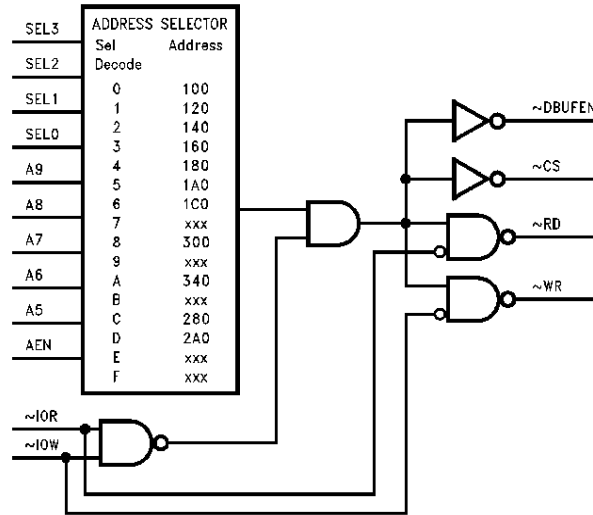 SEL3
SEL2
SEL1
SEL0
A9
A8
A7
A6
A5
AEN
~IOR
~IOW
ADDRESS SELECTOR
Sel Address
Decode
0 100
1 120
2 140
3 160
4 180
5 1A0
6 1C0
7 xxx
8 300
9 xxx
A 340
B xxx
C 280
D 2A0
E xxx
F xxx
~DBUFEN
~CS
~RD
~WR